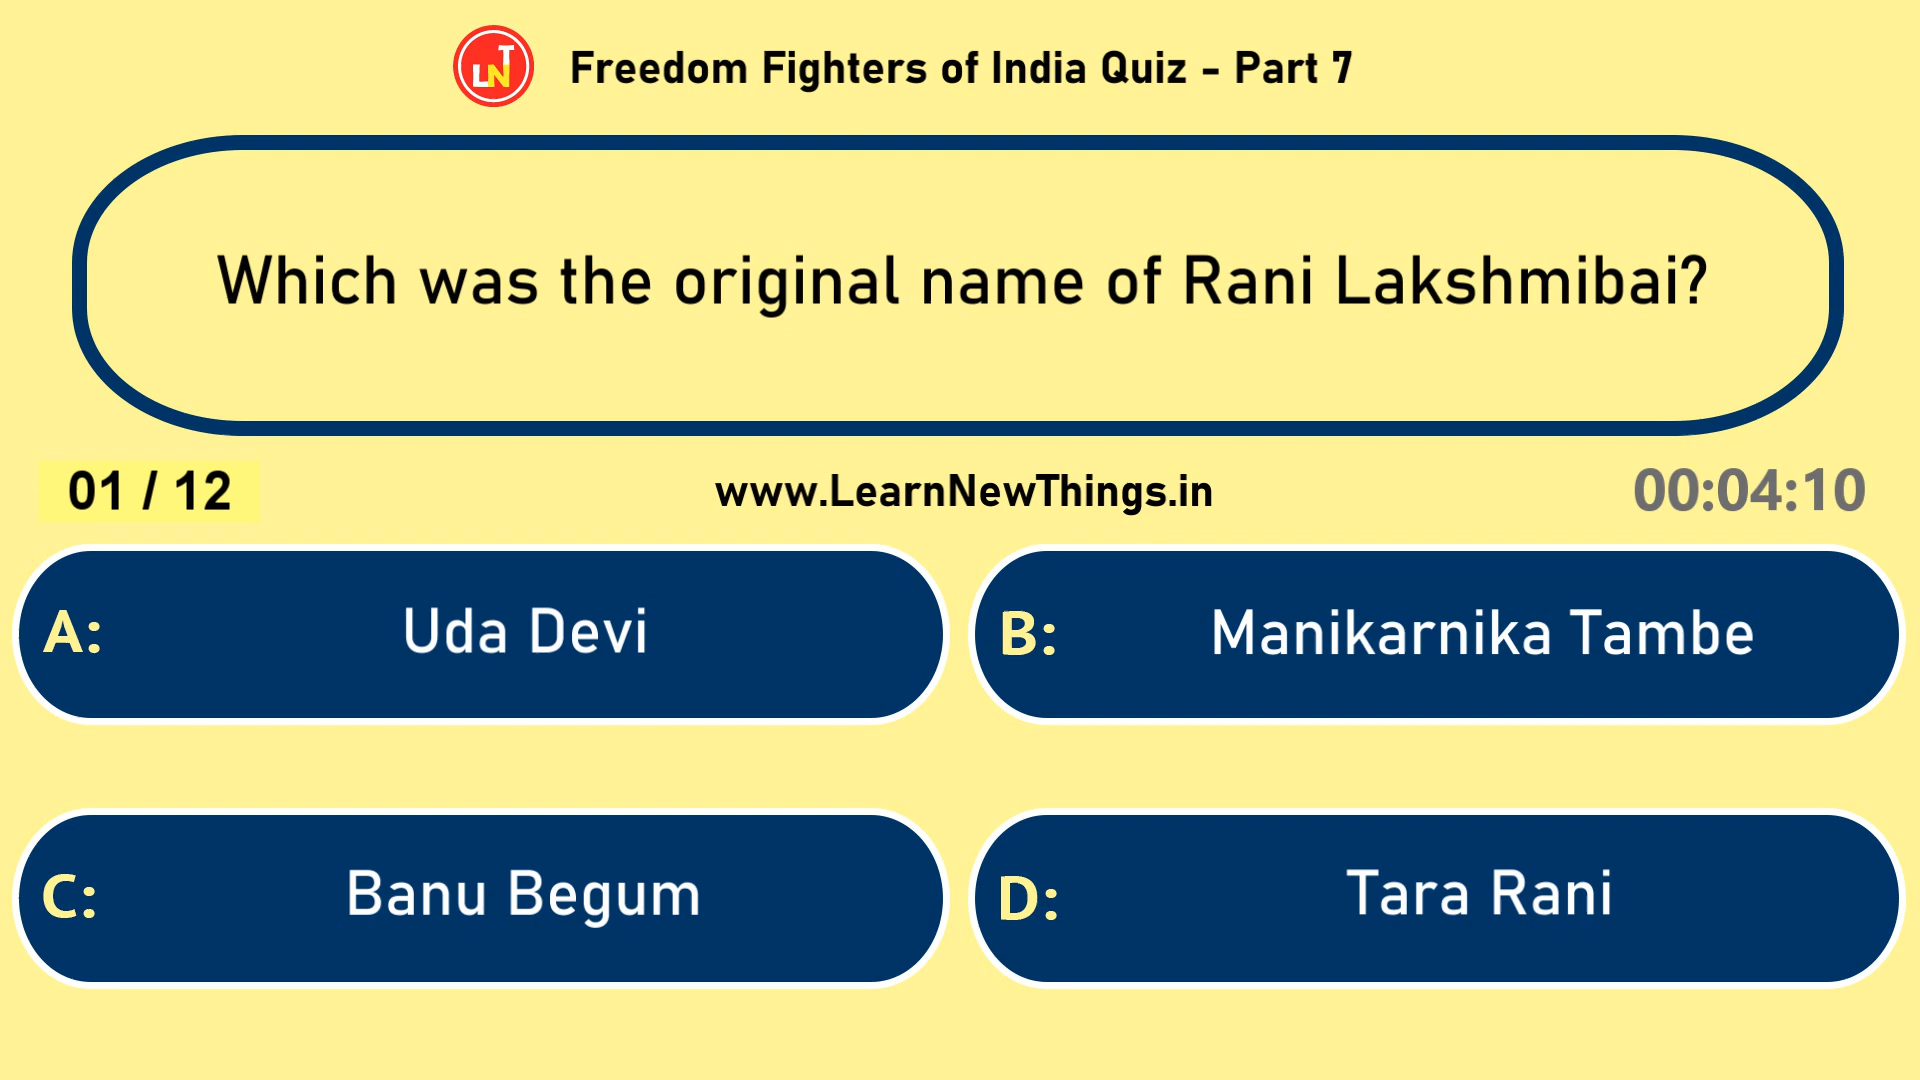 LNT
Freedom Fighters of India Quiz - Part 7
Which was the original name of Rani Lakshmibai?
01 / 12
www.LearnNewThings.in
00:04:10
A: Uda Devi
B: Manikarnika Tambe
C: Banu Begum
D: Tara Rani